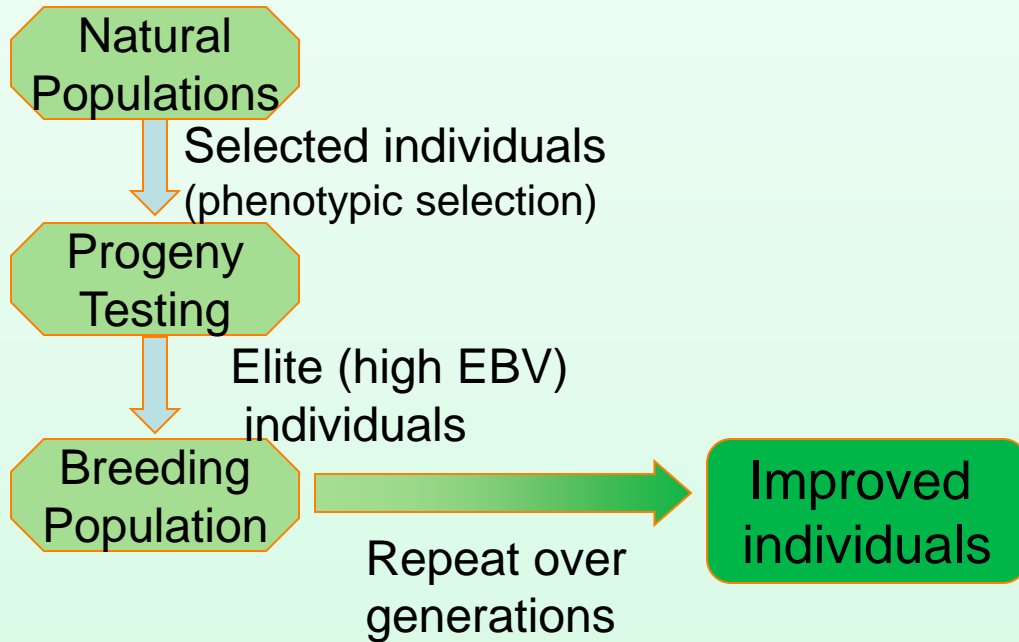 Natural
Populations
Selected individuals
(phenotypic selection)
Progeny
Testing
Elite (high EBV)
individuals
Breeding
Population
Improved
individuals
Repeat over
generations